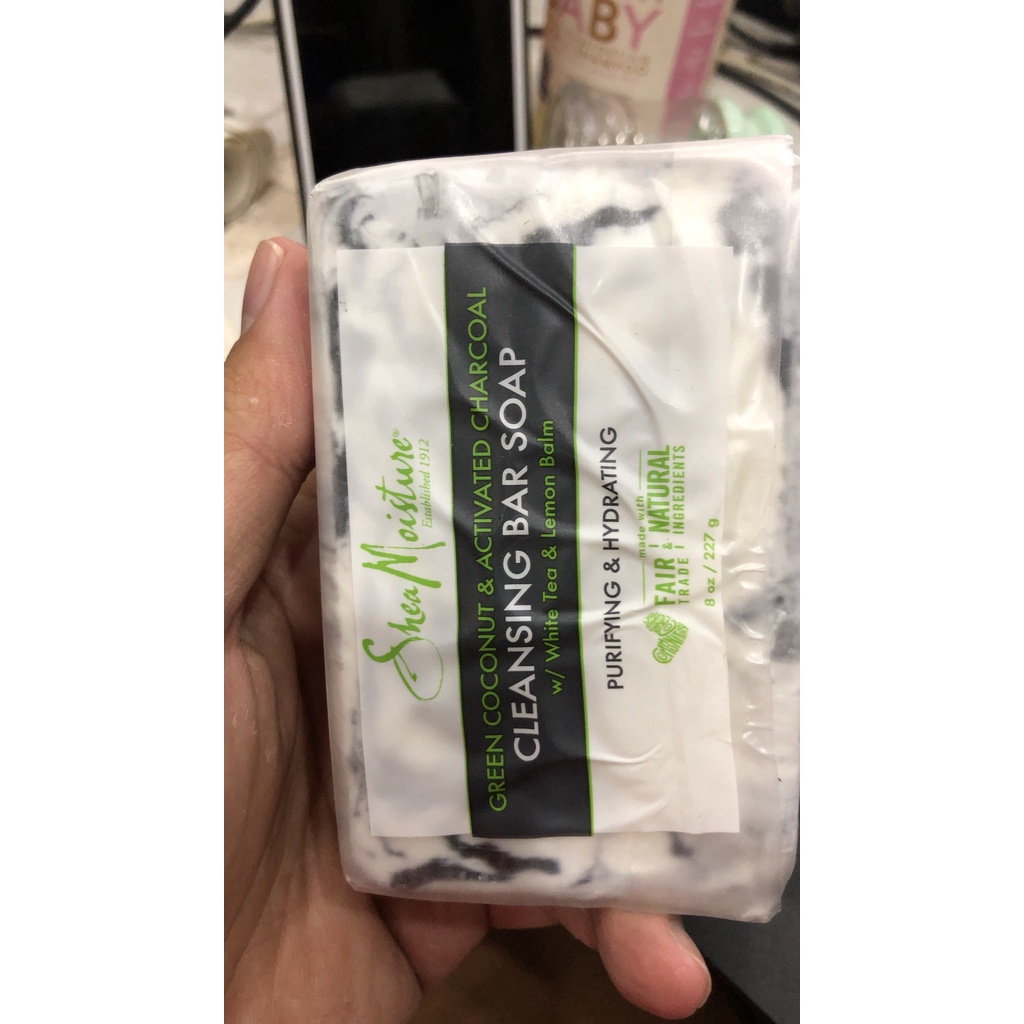 SheaMoisture®
Established 1912
GREEN COCONUT & ACTIVATED CHARCOAL
CLEANSING BAR SOAP
w/ White Tea & Lemon Balm
PURIFYING & HYDRATING
made with
FAIR & NATURAL
TRADE | INGREDIENTS
8 oz / 227 g
ABY